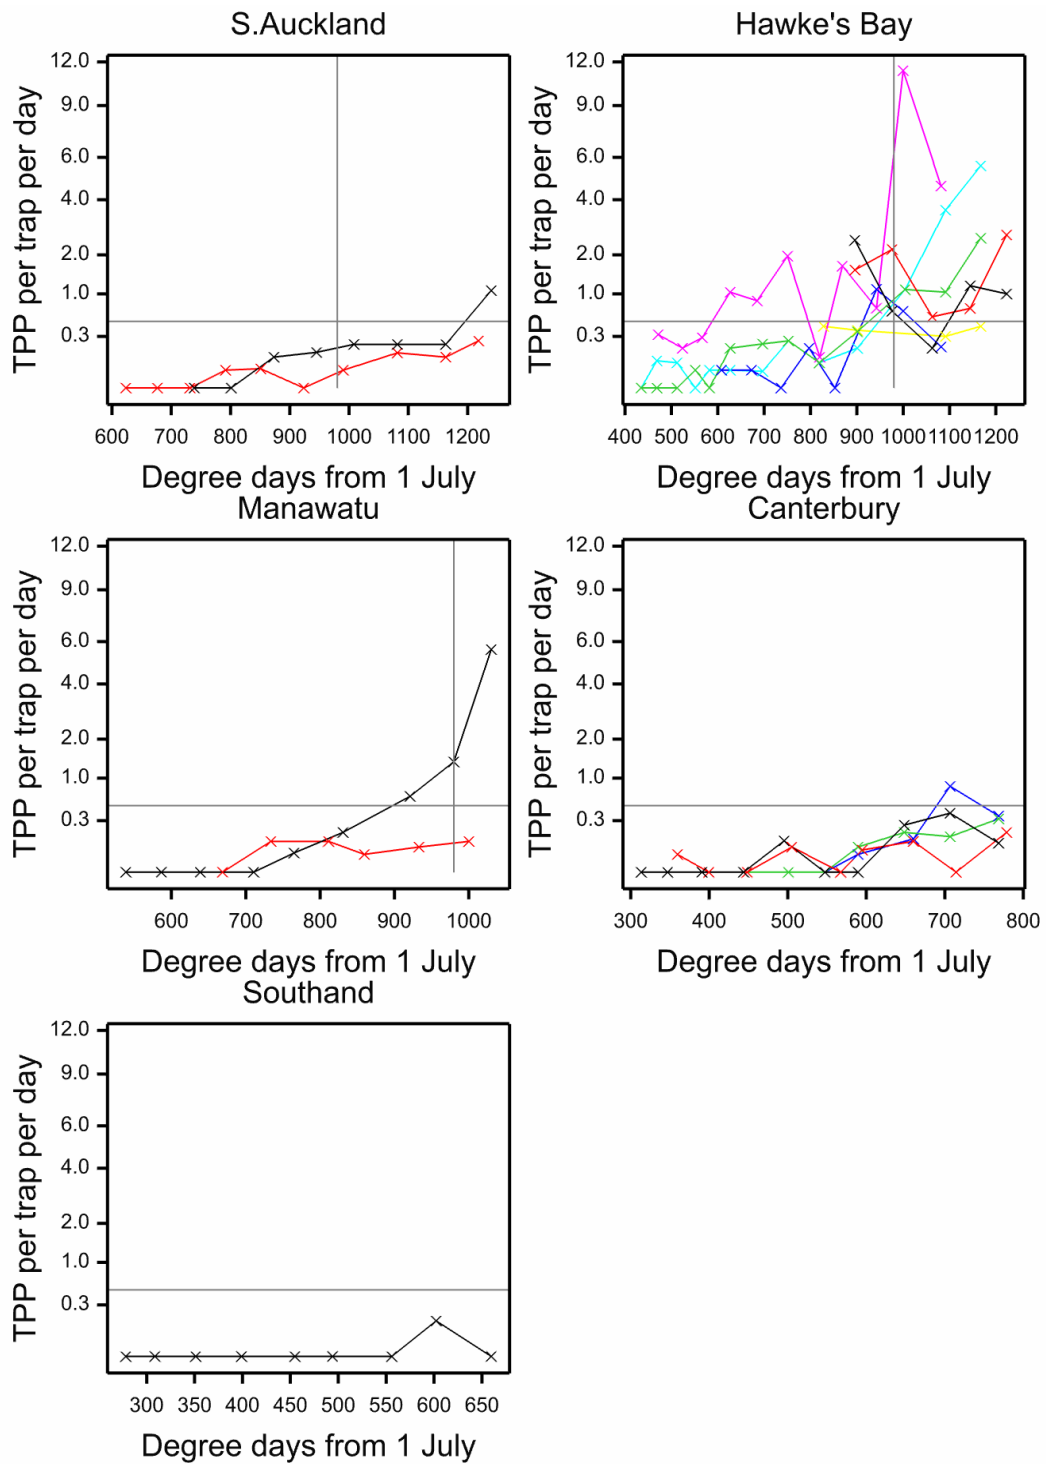 S.Auckland
12.0
9.0
6.0
4.0
2.0
1.0
0.3
TPP per trap per day
600 700 800 900 1000 1100 1200
Degree days from 1 July
Hawke's Bay
12.0
9.0
6.0
4.0
2.0
1.0
0.3
TPP per trap per day
400 500 600 700 800 900 1000 1100 1200
Degree days from 1 July
Manawatu
12.0
9.0
6.0
4.0
2.0
1.0
0.3
TPP per trap per day
600 700 800 900 1000
Degree days from 1 July
Canterbury
12.0
9.0
6.0
4.0
2.0
1.0
0.3
TPP per trap per day
300 400 500 600 700 800
Degree days from 1 July
Southand
12.0
9.0
6.0
4.0
2.0
1.0
0.3
TPP per trap per day
300 350 400 450 500 550 600 650
Degree days from 1 July